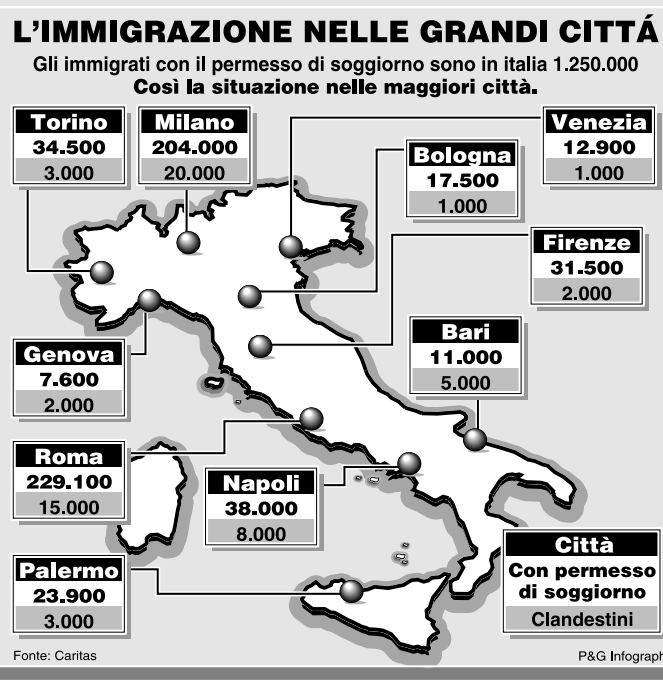 L'IMMIGRAZIONE NELLE GRANDI CITTÁ
Gli immigrati con il permesso di soggiorno sono in italia 1.250.000
Così la situazione nelle maggiori città.
Torino
34.500
3.000
Milano
204.000
20.000
Venezia
12.900
1.000
Bologna
17.500
1.000
Firenze
31.500
2.000
Genova
7.600
2.000
Bari
11.000
5.000
Roma
229.100
15.000
Napoli
38.000
8.000
Palermo
23.900
3.000
Città
Con permesso
di soggiorno
Clandestini
Fonte: Caritas
P&G Infograph